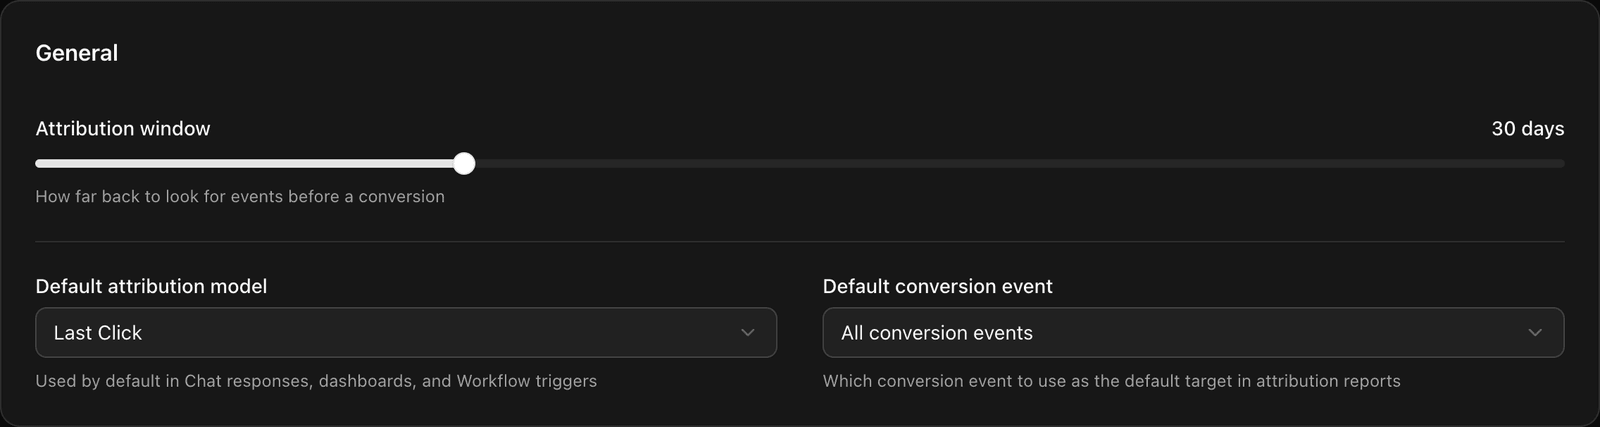 General
Attribution window
30 days
How far back to look for events before a conversion
Default attribution model
Last Click
Used by default in Chat responses, dashboards, and Workflow triggers
Default conversion event
All conversion events
Which conversion event to use as the default target in attribution reports